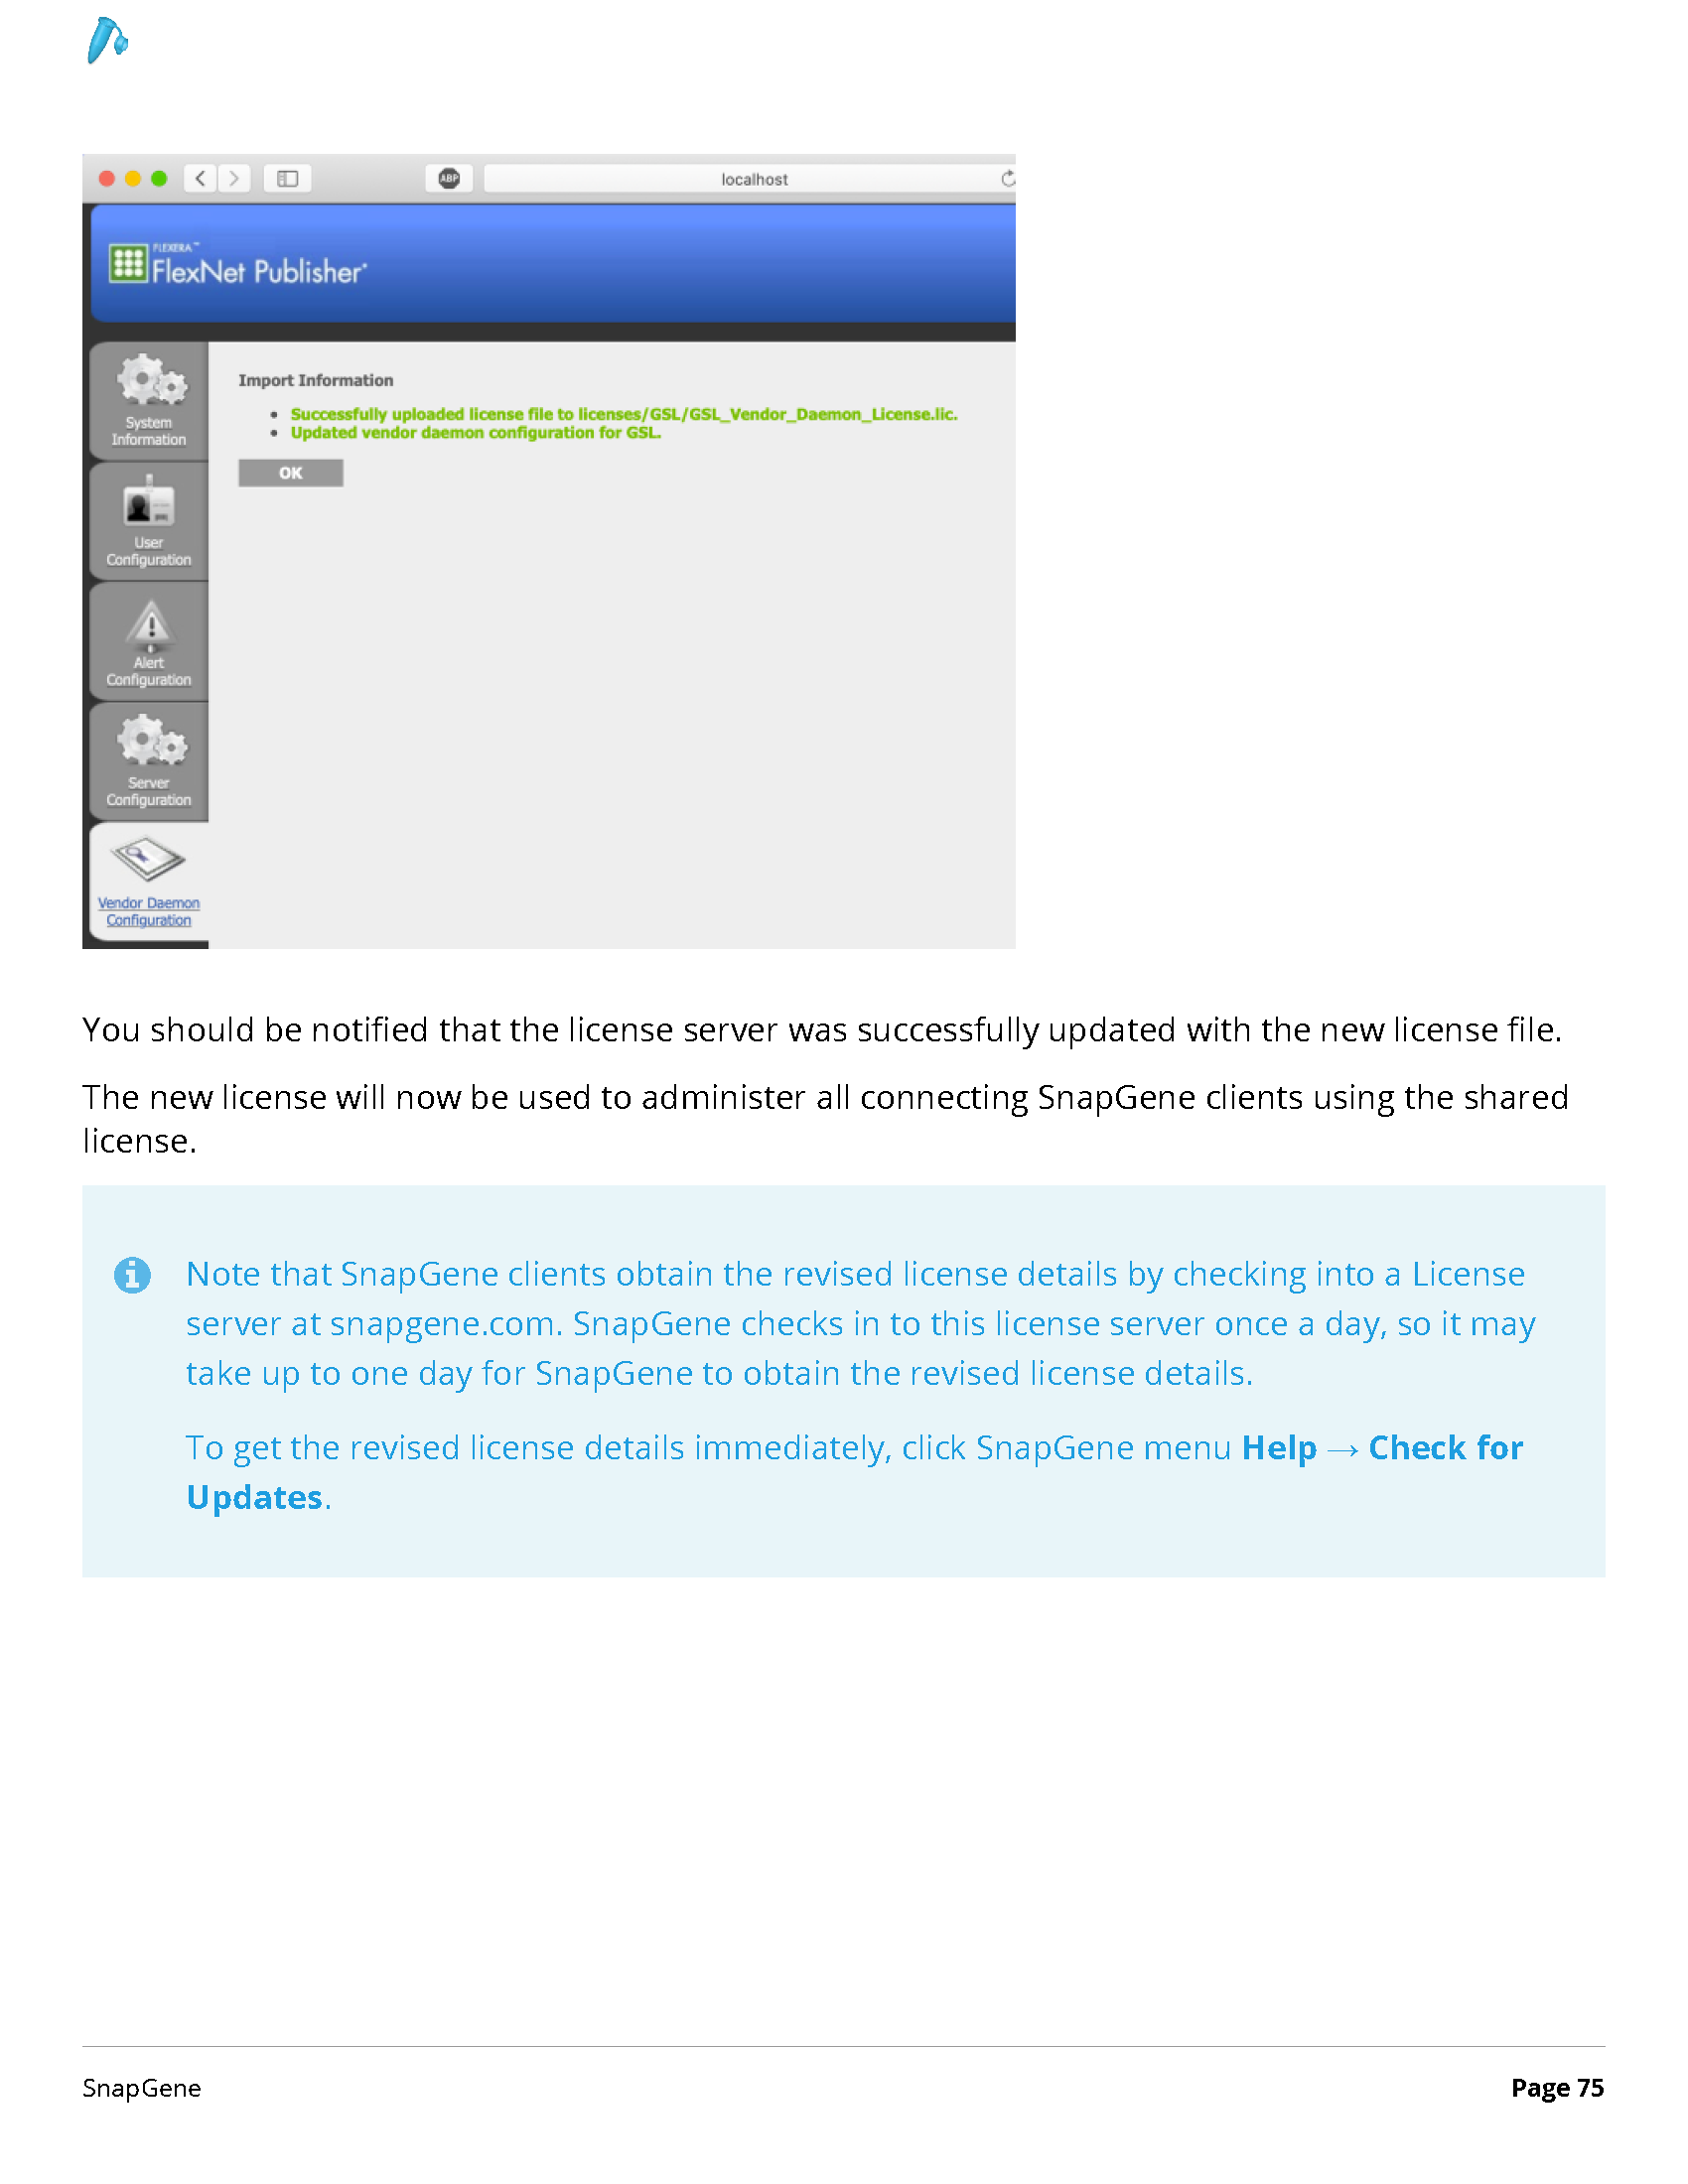 ABP
localhost
FLEXERA™
FlexNet Publisher
System
Information
Import Information
• Successfully uploaded license file to licenses/GSL/GSL_Vendor_Daemon_License.lic.
• Updated vendor daemon configuration for GSL.
OK
User
Configuration
Alert
Configuration
Server
Configuration
Vendor Daemon
Configuration
You should be notified that the license server was successfully updated with the new license file.
The new license will now be used to administer all connecting SnapGene clients using the shared
license.
Note that SnapGene clients obtain the revised license details by checking into a License
server at snapgene.com. SnapGene checks in to this license server once a day, so it may
take up to one day for SnapGene to obtain the revised license details.
To get the revised license details immediately, click SnapGene menu Help → Check for
Updates.
SnapGene Page 75